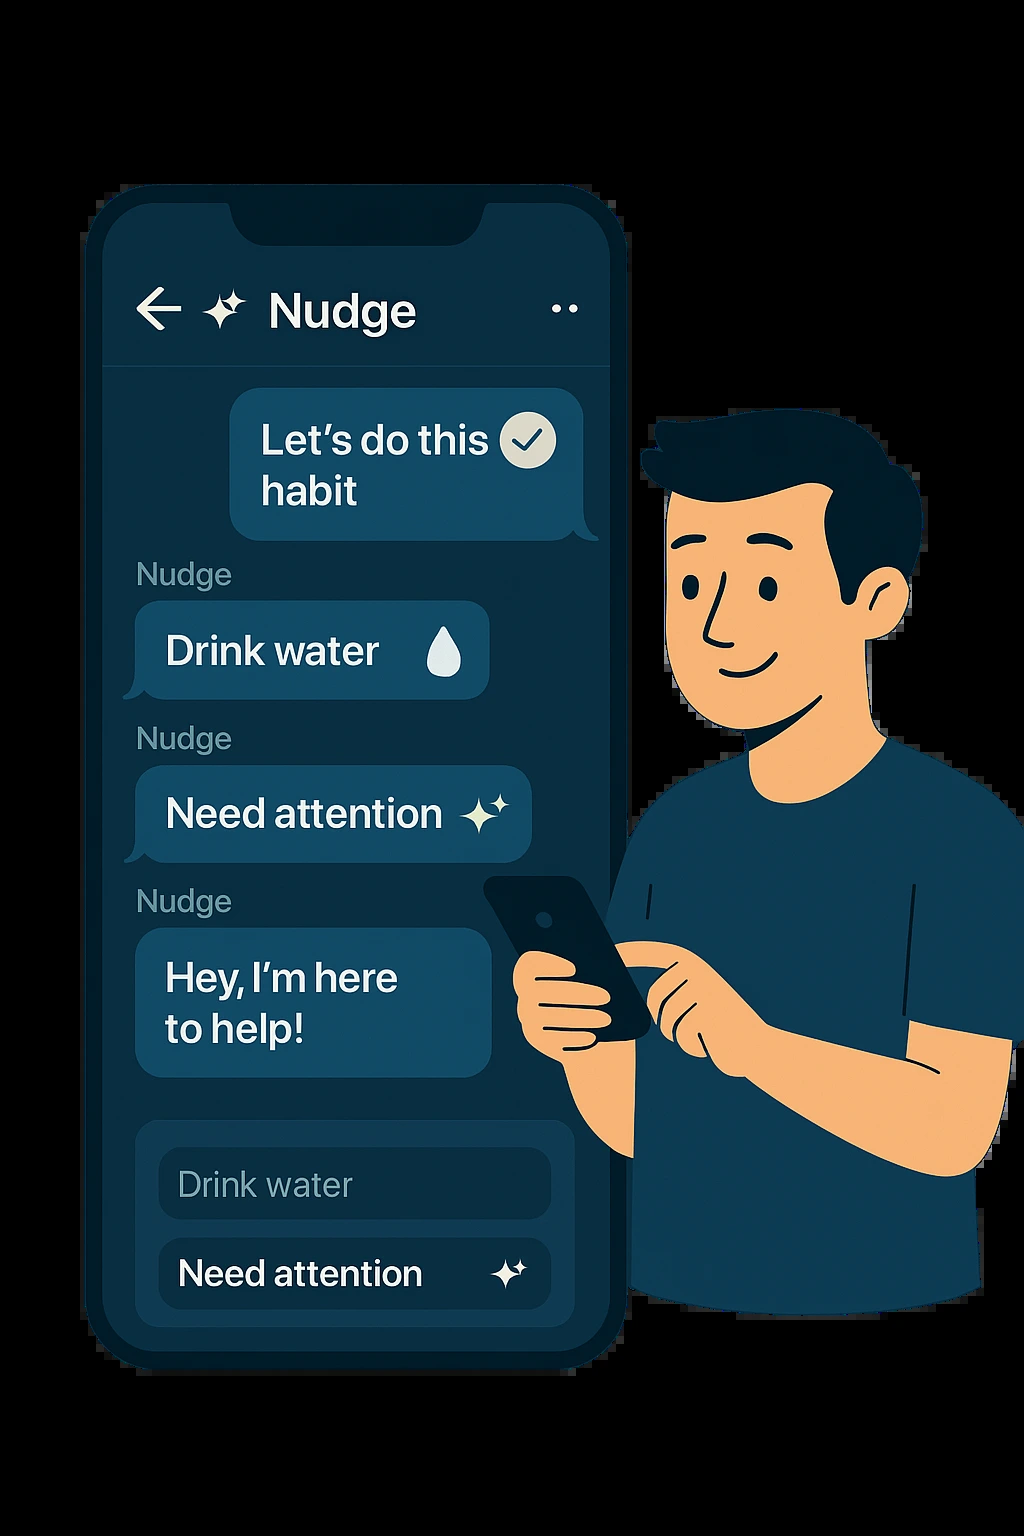 Nudge
Let’s do this
habit
Nudge
Drink water
Nudge
Need attention
Nudge
Hey, I’m here
to help!
Drink water
Need attention